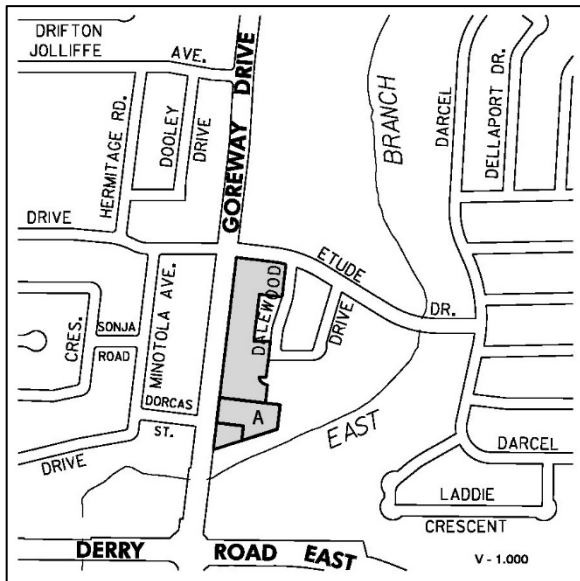 DRIFTON
JOLLIFFE AVE.
GOREWAY DRIVE
HERMITAGE RD.
DOOLEY
DRIVE
BRANCH
DARCEL
DELLAPORT DR.
DRIVE
ETUDE
DR.
DALEWOOD
DRIVE
MINOTOLA AVE.
CRES.
SONJA
ROAD
DORCAS
ST.
A
EAST
DRIVE
DARCEL
LADDIE
CRESCENT
DERRY ROAD EAST
V - 1.000